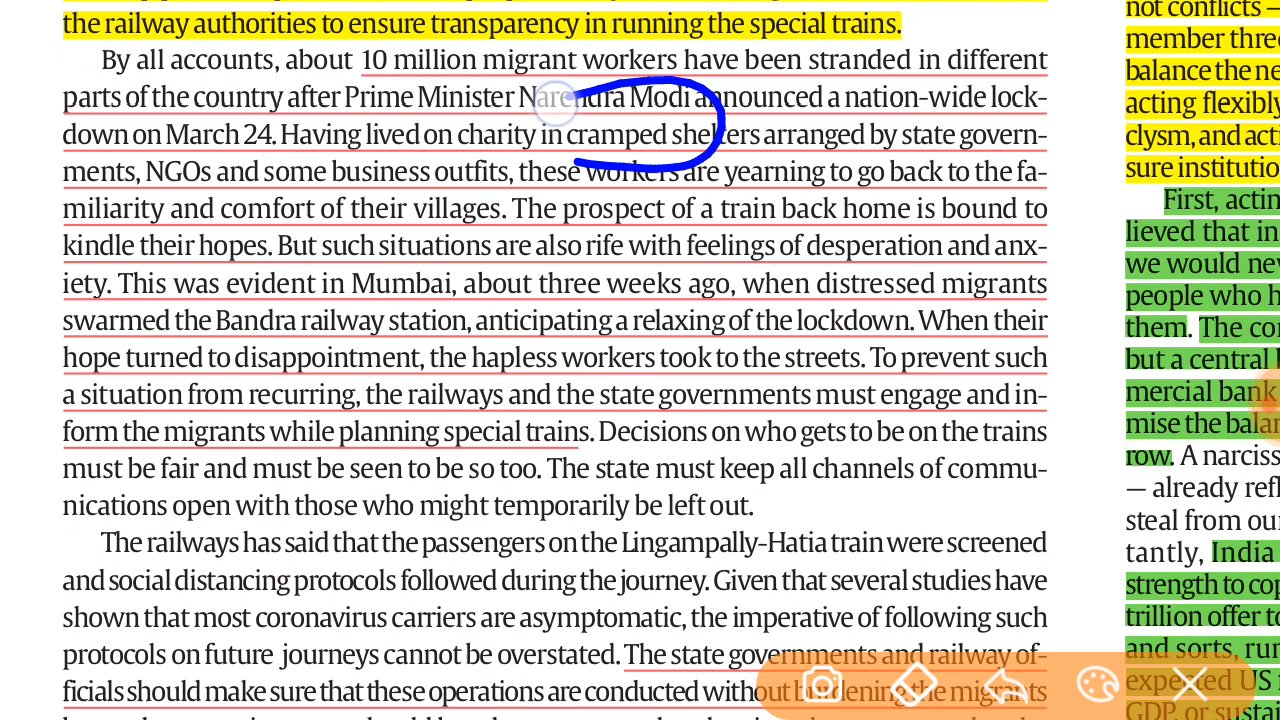 the railway authorities to ensure transparency in running the special trains.
By all accounts, about 10 million migrant workers have been stranded in different
parts of the country after Prime Minister Narendra Modi announced a nation-wide lock-
down on March 24. Having lived on charity in cramped shelters arranged by state govern-
ments, NGOs and some business outfits, these workers are yearning to go back to the fa-
miliarity and comfort of their villages. The prospect of a train back home is bound to
kindle their hopes. But such situations are also rife with feelings of desperation and anx-
iety. This was evident in Mumbai, about three weeks ago, when distressed migrants
swarmed the Bandra railway station, anticipating a relaxing of the lockdown. When their
hope turned to disappointment, the hapless workers took to the streets. To prevent such
a situation from recurring, the railways and the state governments must engage and in-
form the migrants while planning special trains. Decisions on who gets to be on the trains
must be fair and must be seen to be so too. The state must keep all channels of commu-
nications open with those who might temporarily be left out.
The railways has said that the passengers on the Lingampally-Hatia train were screened
and social distancing protocols followed during the journey. Given that several studies have
shown that most coronavirus carriers are asymptomatic, the imperative of following such
protocols on future journeys cannot be overstated. The state governments and railway of-
ficials should make sure that these operations are conducted without burdening the migrants
not conflicts —
member three
balance the ne
acting flexibly
clysm, and acti
sure institutio
First, actin
lieved that in
we would nev
people who h
them. The con
but a central b
mercial bank
mise the balan
row. A narciss
— already refl
steal from our
tantly, India
strength to cop
trillion offer to
and sorts, run
expected US
GDP, or sustai